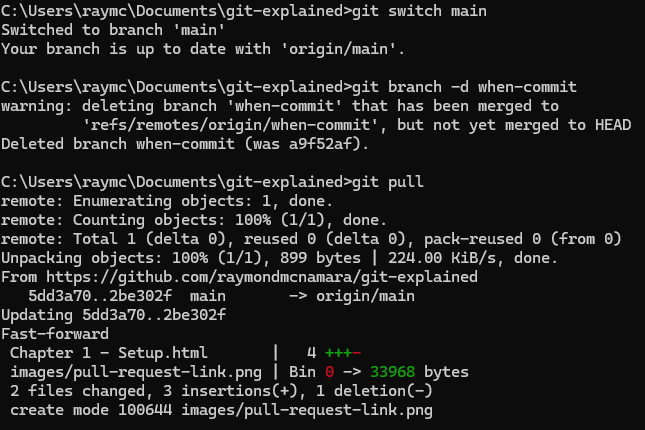 C:\Users\raymc\Documents\git-explained>git switch main
Switched to branch 'main'
Your branch is up to date with 'origin/main'.
C:\Users\raymc\Documents\git-explained>git branch -d when-commit
warning: deleting branch 'when-commit' that has been merged to
         'refs/remotes/origin/when-commit', but not yet merged to HEAD
Deleted branch when-commit (was a9f52af).
C:\Users\raymc\Documents\git-explained>git pull
remote: Enumerating objects: 1, done.
remote: Counting objects: 100% (1/1), done.
remote: Total 1 (delta 0), reused 0 (delta 0), pack-reused 0 (from 0)
Unpacking objects: 100% (1/1), 899 bytes | 224.00 KiB/s, done.
From https://github.com/raymondmcnamara/git-explained
   5dd3a70..2be302f  main       -> origin/main
Updating 5dd3a70..2be302f
Fast-forward
 Chapter 1 - Setup.html       |   4 +++-
 images/pull-request-link.png | Bin 0 -> 33968 bytes
 2 files changed, 3 insertions(+), 1 deletion(-)
 create mode 100644 images/pull-request-link.png